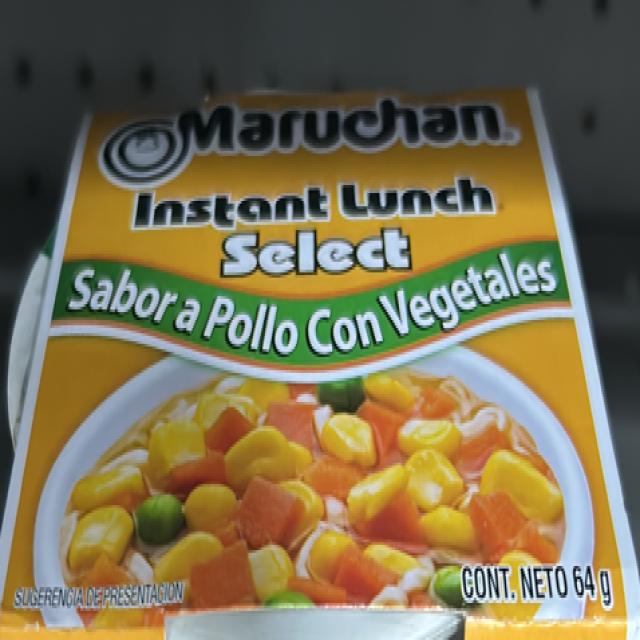 Maruchan
Instant Lunch
Select
Sabor a Pollo Con Vegetales
SUGERENCIA DE PRESENTACION
CONT. NETO 64 g